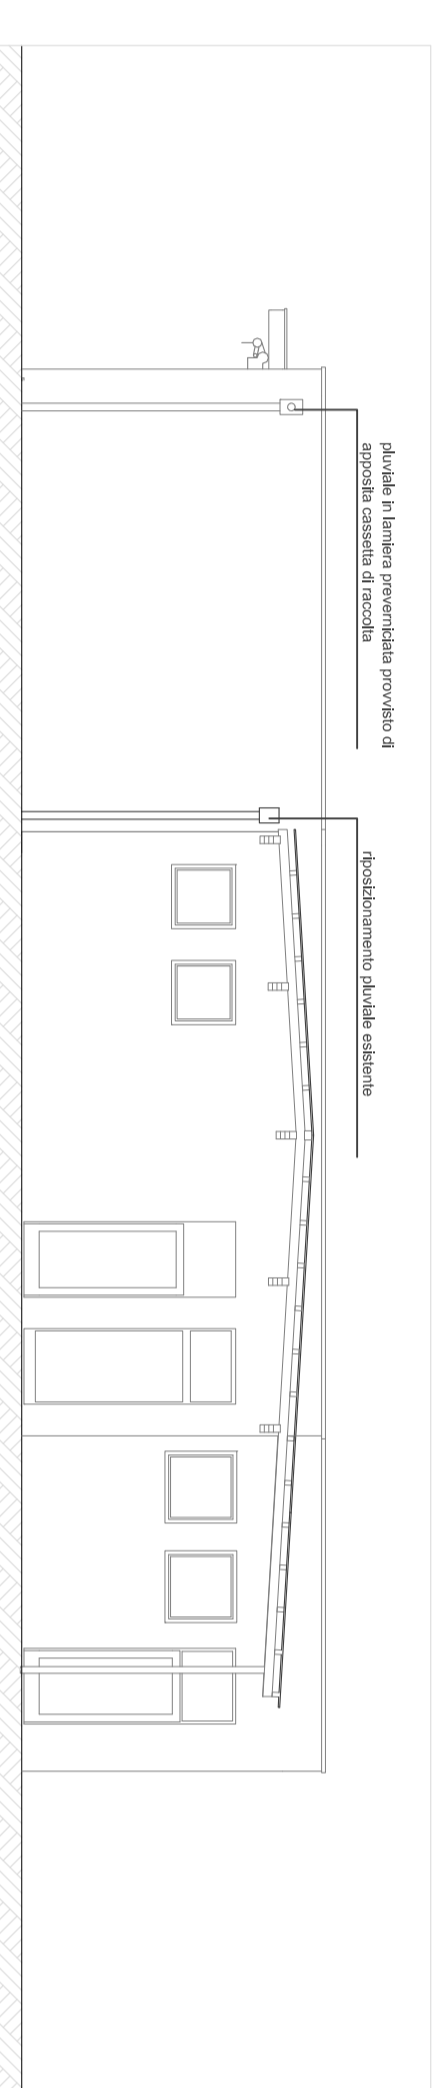 pluviale in lamiera preverniciata provvisto di
apposita cassetta di raccolta
riposizionamento pluviale esistente